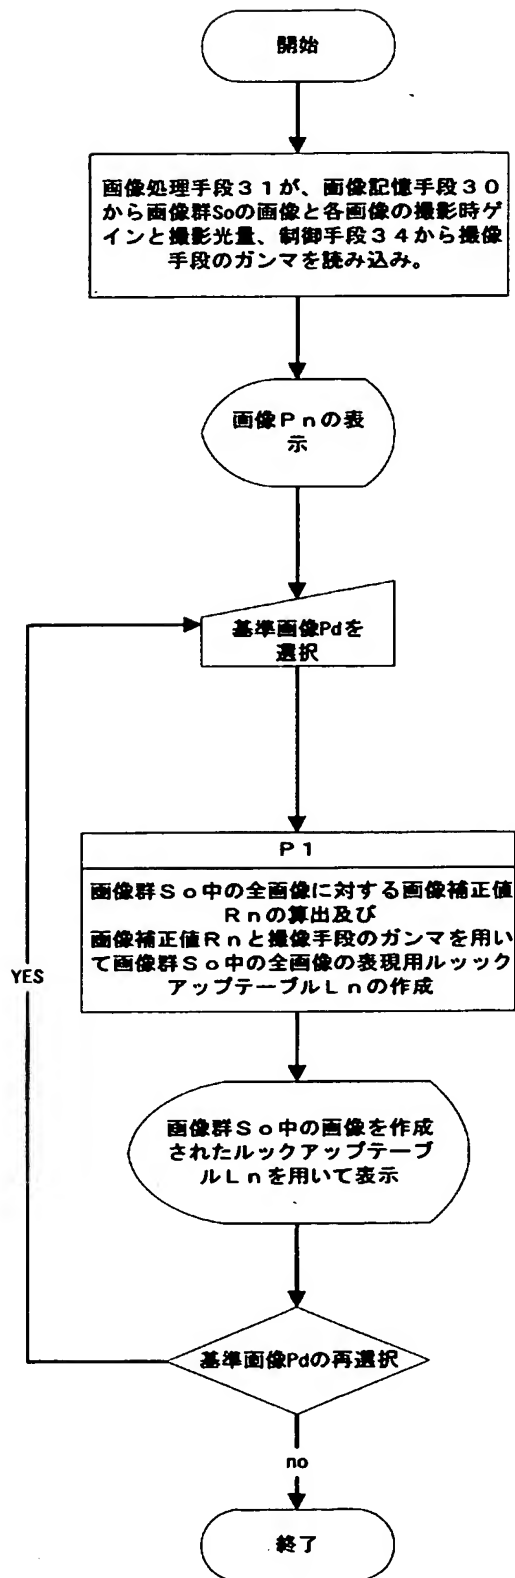 開始
画像処理手段31が、画像記憶手段30
から画像群Soの画像と各画像の撮影時ゲ
インと撮影光量、制御手段34から撮像
手段のガンマを読み込み。
画像Pnの表
示
基準画像Pdを
選択
P1
画像群So中の全画像に対する画像補正値
Rnの算出及び
画像補正値Rnと撮像手段のガンマを用い
て画像群So中の全画像の表現用ルッック
アップテーブルLnの作成
YES
画像群So中の画像を作成
されたルックアップテーブ
ルLnを用いて表示
基準画像Pdの再選択
no
終了